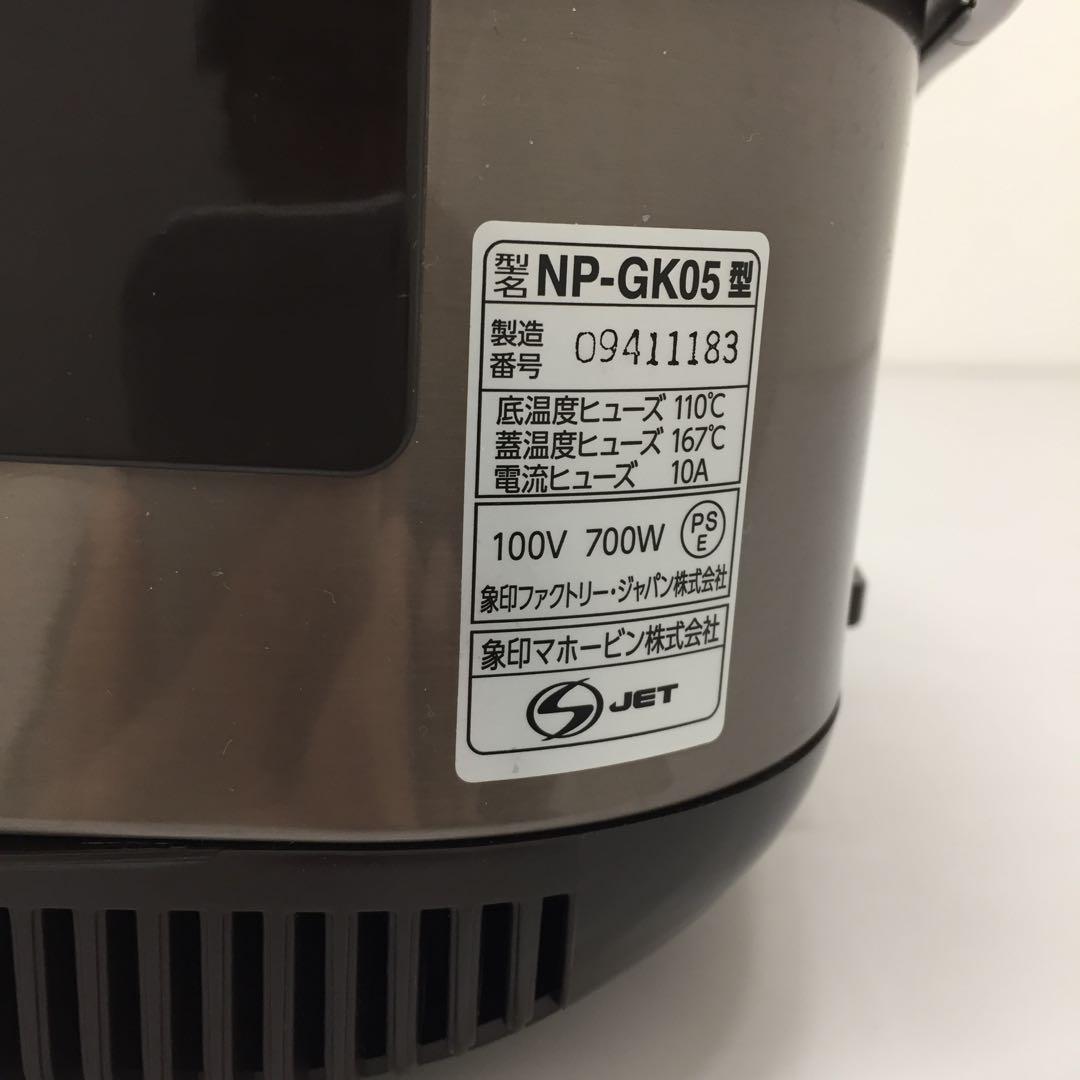 型名 NP-GK05 型
製造番号 09411183
底温度ヒューズ 110℃
蓋温度ヒューズ 167℃
電流ヒューズ 10A
100V 700W PSE
象印ファクトリー・ジャパン株式会社
象印マホービン株式会社
S JET